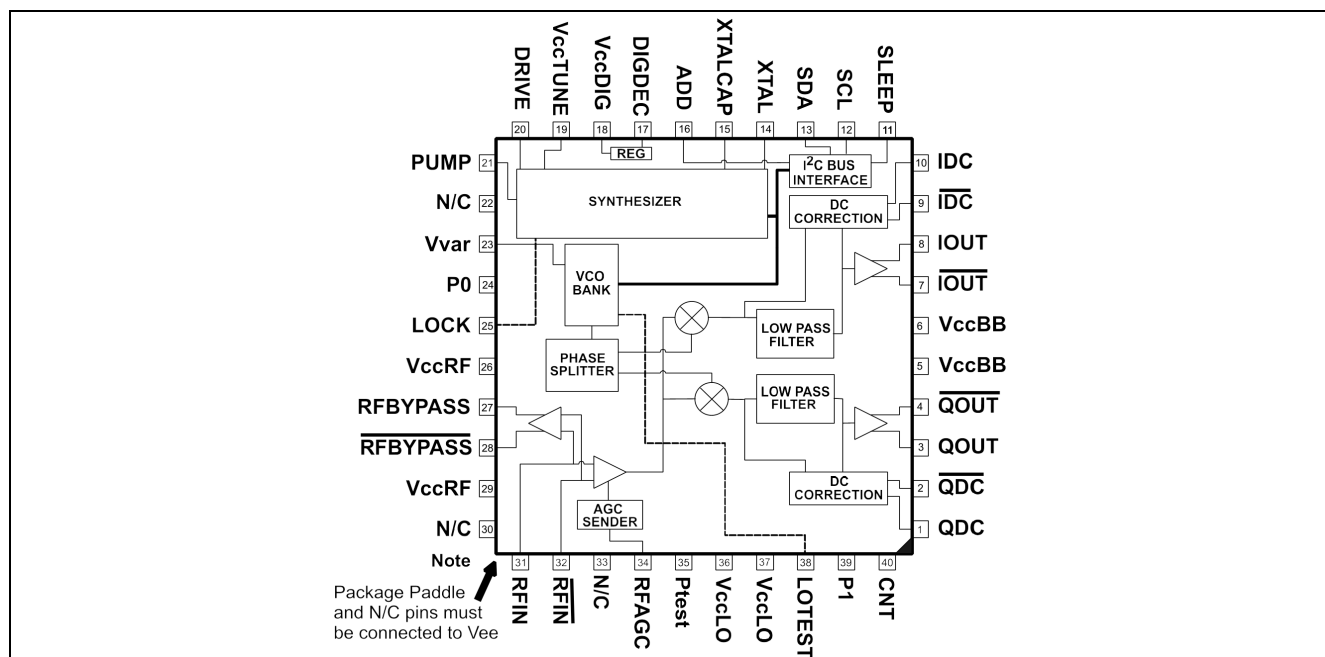 DRIVE
VccTUNE
VccDIG
DIGDEC
ADD
XTALCAP
XTAL
SDA
SCL
SLEEP
20
19
18
17
16
15
14
13
12
11
PUMP 21
N/C 22
Vvar 23
P0 24
LOCK 25
VccRF 26
RFBYPASS 27
RFBYPASS 28
VccRF 29
N/C 30
REG
SYNTHESIZER
I2C BUS
INTERFACE
DC
CORRECTION
VCO
BANK
LOW PASS
FILTER
PHASE
SPLITTER
LOW PASS
FILTER
DC
CORRECTION
AGC
SENDER
10 IDC
9 IDC
8 IOUT
7 IOUT
6 VccBB
5 VccBB
4 QOUT
3 QOUT
2 QDC
1 QDC
31
32
33
34
35
36
37
38
39
40
RFIN
RFIN
N/C
RFAGC
Ptest
VccLO
VccLO
LOTEST
P1
CNT
Note
Package Paddle
and N/C pins must
be connected to Vee